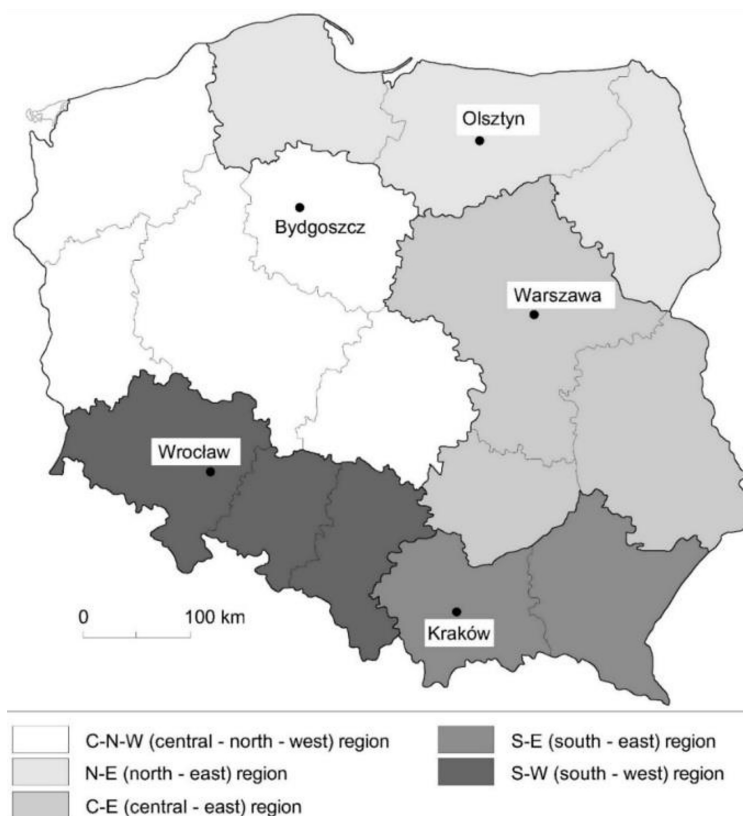 Olsztyn
Bydgoszcz
Warszawa
Wrocław
0 100 km
Kraków
C-N-W (central - north - west) region
N-E (north - east) region
C-E (central - east) region
S-E (south - east) region
S-W (south - west) region